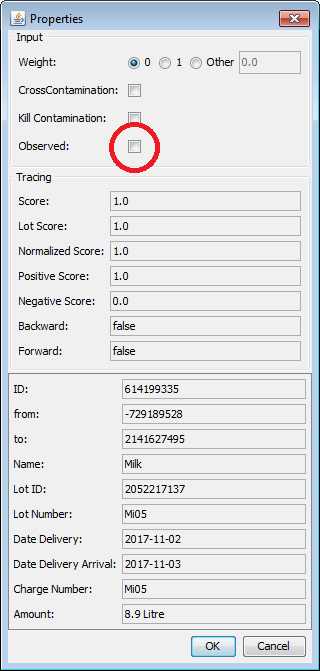 Properties
Input
Weight: 0 1 Other 0.0
CrossContamination:
Kill Contamination:
Observed:
Tracing
Score: 1.0
Lot Score: 1.0
Normalized Score: 1.0
Positive Score: 1.0
Negative Score: 0.0
Backward: false
Forward: false
ID: 614199335
from: -729189528
to: 2141627495
Name: Milk
Lot ID: 2052217137
Lot Number: Mi05
Date Delivery: 2017-11-02
Date Delivery Arrival: 2017-11-03
Charge Number: Mi05
Amount: 8.9 Litre
OK Cancel